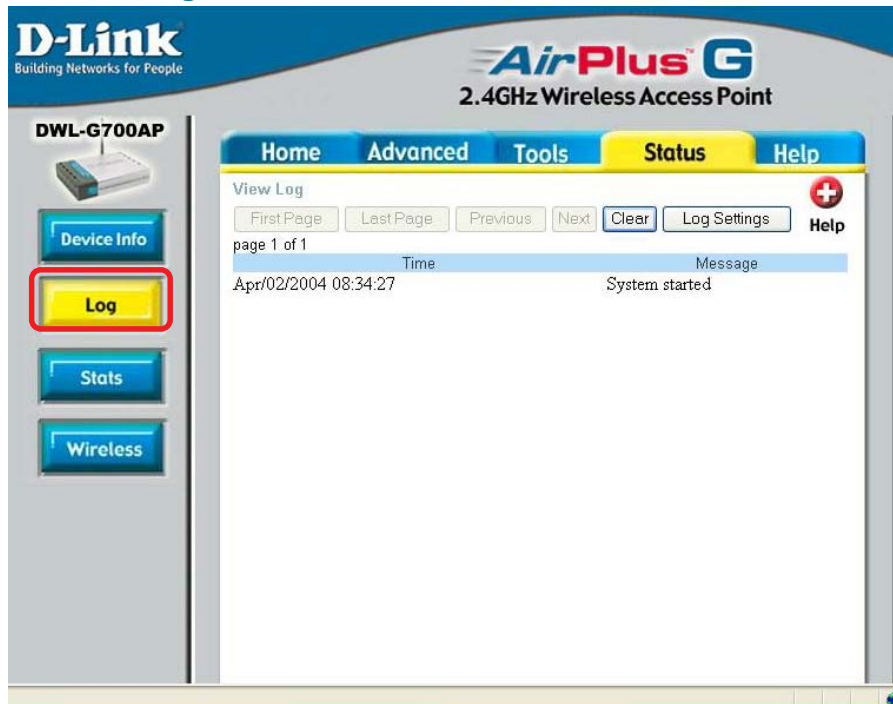 D-Link
Building Networks for People
AirPlus™ G
2.4GHz Wireless Access Point
DWL-G700AP
Home Advanced Tools Status Help
View Log
First Page Last Page Previous Next Clear Log Settings
Help
page 1 of 1
Time Message
Apr/02/2004 08:34:27 System started
Device Info
Log
Stats
Wireless